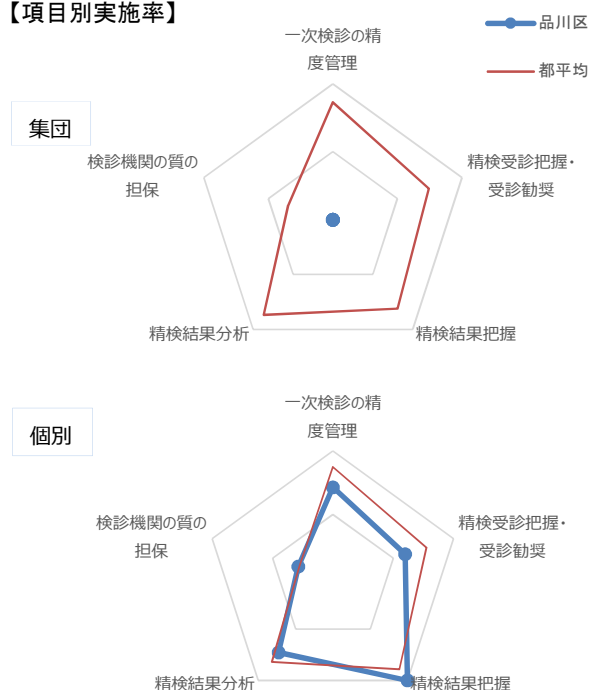 【項目別実施率】
品川区
都平均
集団
一次検診の精
度管理
精検受診把握・
受診勧奨
精検結果把握
精検結果分析
検診機関の質の
担保
個別
一次検診の精
度管理
精検受診把握・
受診勧奨
精検結果把握
精検結果分析
検診機関の質の
担保